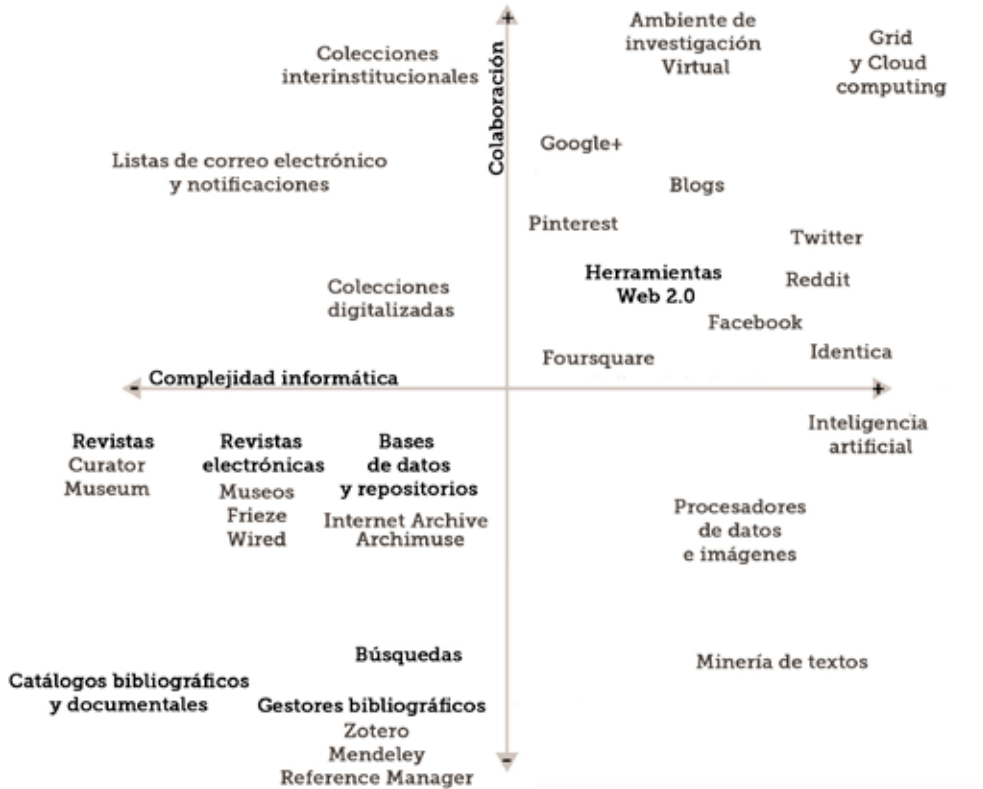 +
Colaboración
Colecciones
interinstitucionales
Ambiente de
investigación
Virtual
Grid
y Cloud
computing
Listas de correo electrónico
y notificaciones
Google+
Blogs
Pinterest
Twitter
Herramientas
Web 2.0
Reddit
Colecciones
digitalizadas
Facebook
Foursquare
Identica
-
Complejidad informática
+
Inteligencia
artificial
Revistas
Curator
Museum
Revistas
electrónicas
Museos
Frieze
Wired
Bases
de datos
y repositorios
Internet Archive
Archimuse
Procesadores
de datos
e imágenes
Búsquedas
Minería de textos
Catálogos bibliográficos
y documentales
Gestores bibliográficos
Zotero
Mendeley
Reference Manager
-